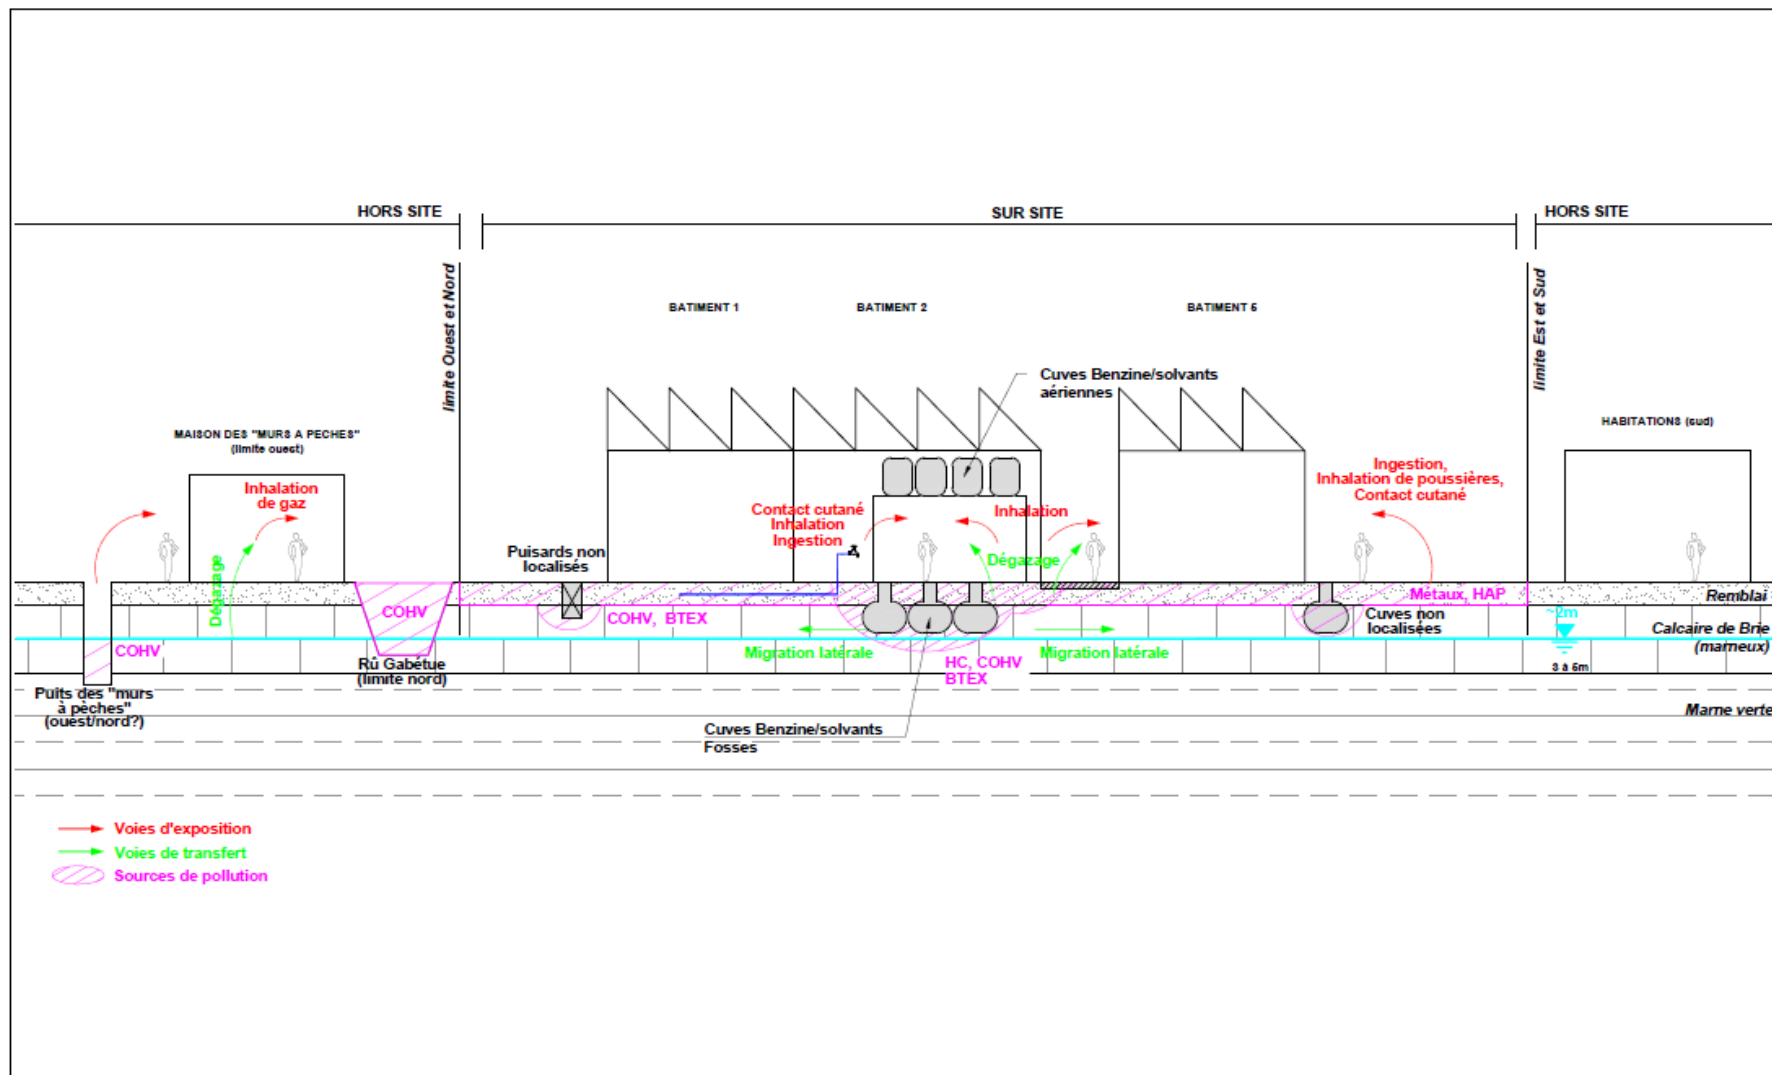 HORS SITE
SUR SITE
HORS SITE
limite Ouest et Nord
limite Est et Sud
BATIMENT 1
BATIMENT 2
BATIMENT 5
Cuves Benzine/solvants
aériennes
MAISON DES "MURS A PECHES"
(limite ouest)
HABITATIONS (sud)
Inhalation
de gaz
Contact cutané
Inhalation
Ingestion
Inhalation
Ingestion,
Inhalation de poussières,
Contact cutané
Puisards non
localisés
Dégazage
Dégazage
COHV
COHV, BTEX
Métaux, HAP
Remblai
Cuves non
localisées
~2m
Calcaire de Brie
(marneux)
COHV
Migration latérale
HC, COHV
BTEX
Migration latérale
3 à 5m
Rû Gabétue
(limite nord)
Puits des "murs
à pèches"
(ouest/nord?)
Marne verte
Cuves Benzine/solvants
Fosses
Voies d'exposition
Voies de transfert
Sources de pollution